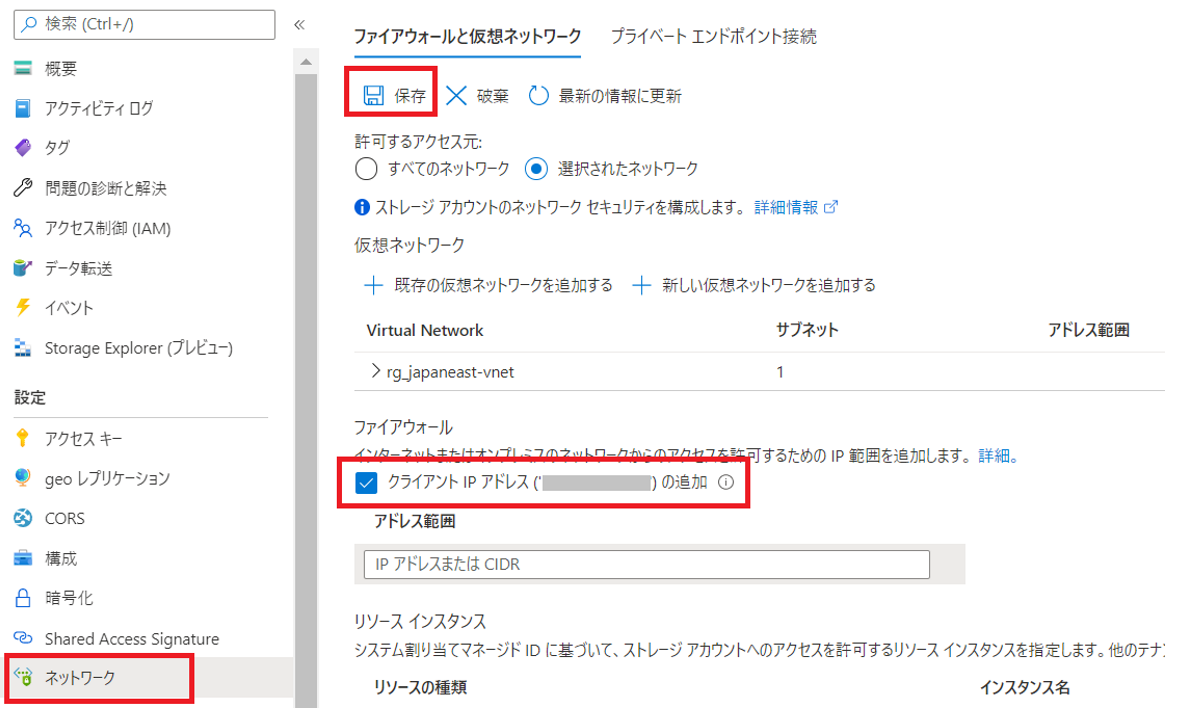 検索 (Ctrl+/)
«
概要
アクティビティ ログ
タグ
問題の診断と解決
アクセス制御 (IAM)
データ転送
イベント
Storage Explorer (プレビュー)
設定
アクセス キー
geo レプリケーション
CORS
構成
暗号化
Shared Access Signature
ネットワーク
ファイアウォールと仮想ネットワーク プライベート エンドポイント接続
保存 破棄 最新の情報に更新
許可するアクセス元:
すべてのネットワーク 選択されたネットワーク
ストレージ アカウントのネットワーク セキュリティを構成します。 詳細情報
仮想ネットワーク
既存の仮想ネットワークを追加する 新しい仮想ネットワークを追加する
Virtual Network サブネット アドレス範囲
rg_japaneast-vnet 1
ファイアウォール
インターネットまたはオンプレミスのネットワークからのアクセスを許可するための IP 範囲を追加します。 詳細。
クライアント IP アドレス (' ) の追加
アドレス範囲
IP アドレスまたは CIDR
リソース インスタンス
システム割り当てマネージド ID に基づいて、ストレージ アカウントへのアクセスを許可するリソース インスタンスを指定します。他のテナン
リソースの種類 インスタンス名